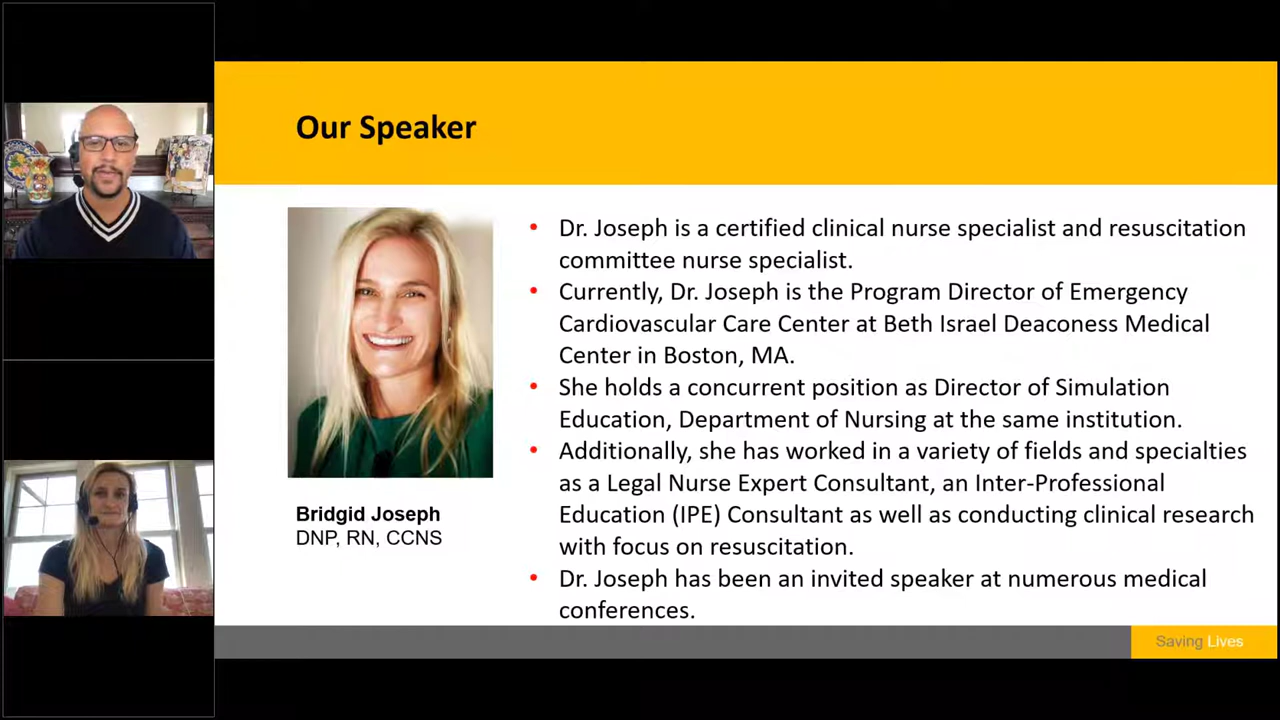 Our Speaker
Dr. Joseph is a certified clinical nurse specialist and resuscitation
committee nurse specialist.
Currently, Dr. Joseph is the Program Director of Emergency
Cardiovascular Care Center at Beth Israel Deaconess Medical
Center in Boston, MA.
She holds a concurrent position as Director of Simulation
Education, Department of Nursing at the same institution.
Additionally, she has worked in a variety of fields and specialties
as a Legal Nurse Expert Consultant, an Inter-Professional
Education (IPE) Consultant as well as conducting clinical research
with focus on resuscitation.
Dr. Joseph has been an invited speaker at numerous medical
conferences.
Bridgid Joseph
DNP, RN, CCNS
Saving Lives